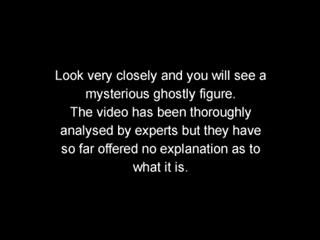 Look very closely and you will see a
mysterious ghostly figure.
The video has been thoroughly
analysed by experts but they have
so far offered no explanation as to
what it is.